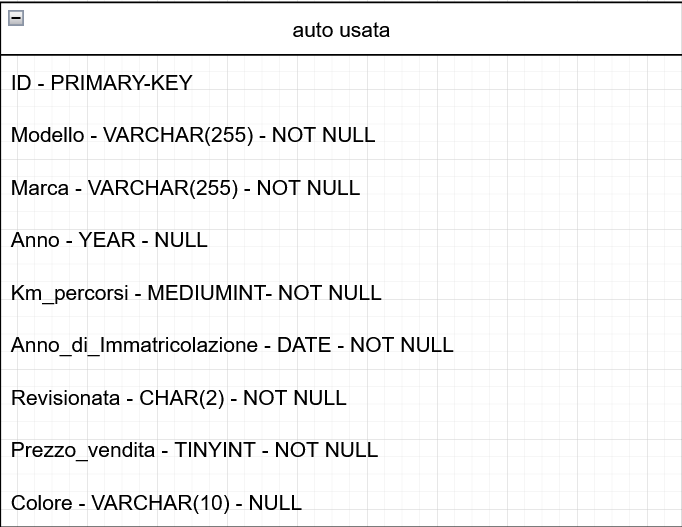 auto usata
ID - PRIMARY-KEY
Modello - VARCHAR(255) - NOT NULL
Marca - VARCHAR(255) - NOT NULL
Anno - YEAR - NULL
Km_percorsi - MEDIUMINT- NOT NULL
Anno_di_Immatricolazione - DATE - NOT NULL
Revisionata - CHAR(2) - NOT NULL
Prezzo_vendita - TINYINT - NOT NULL
Colore - VARCHAR(10) - NULL